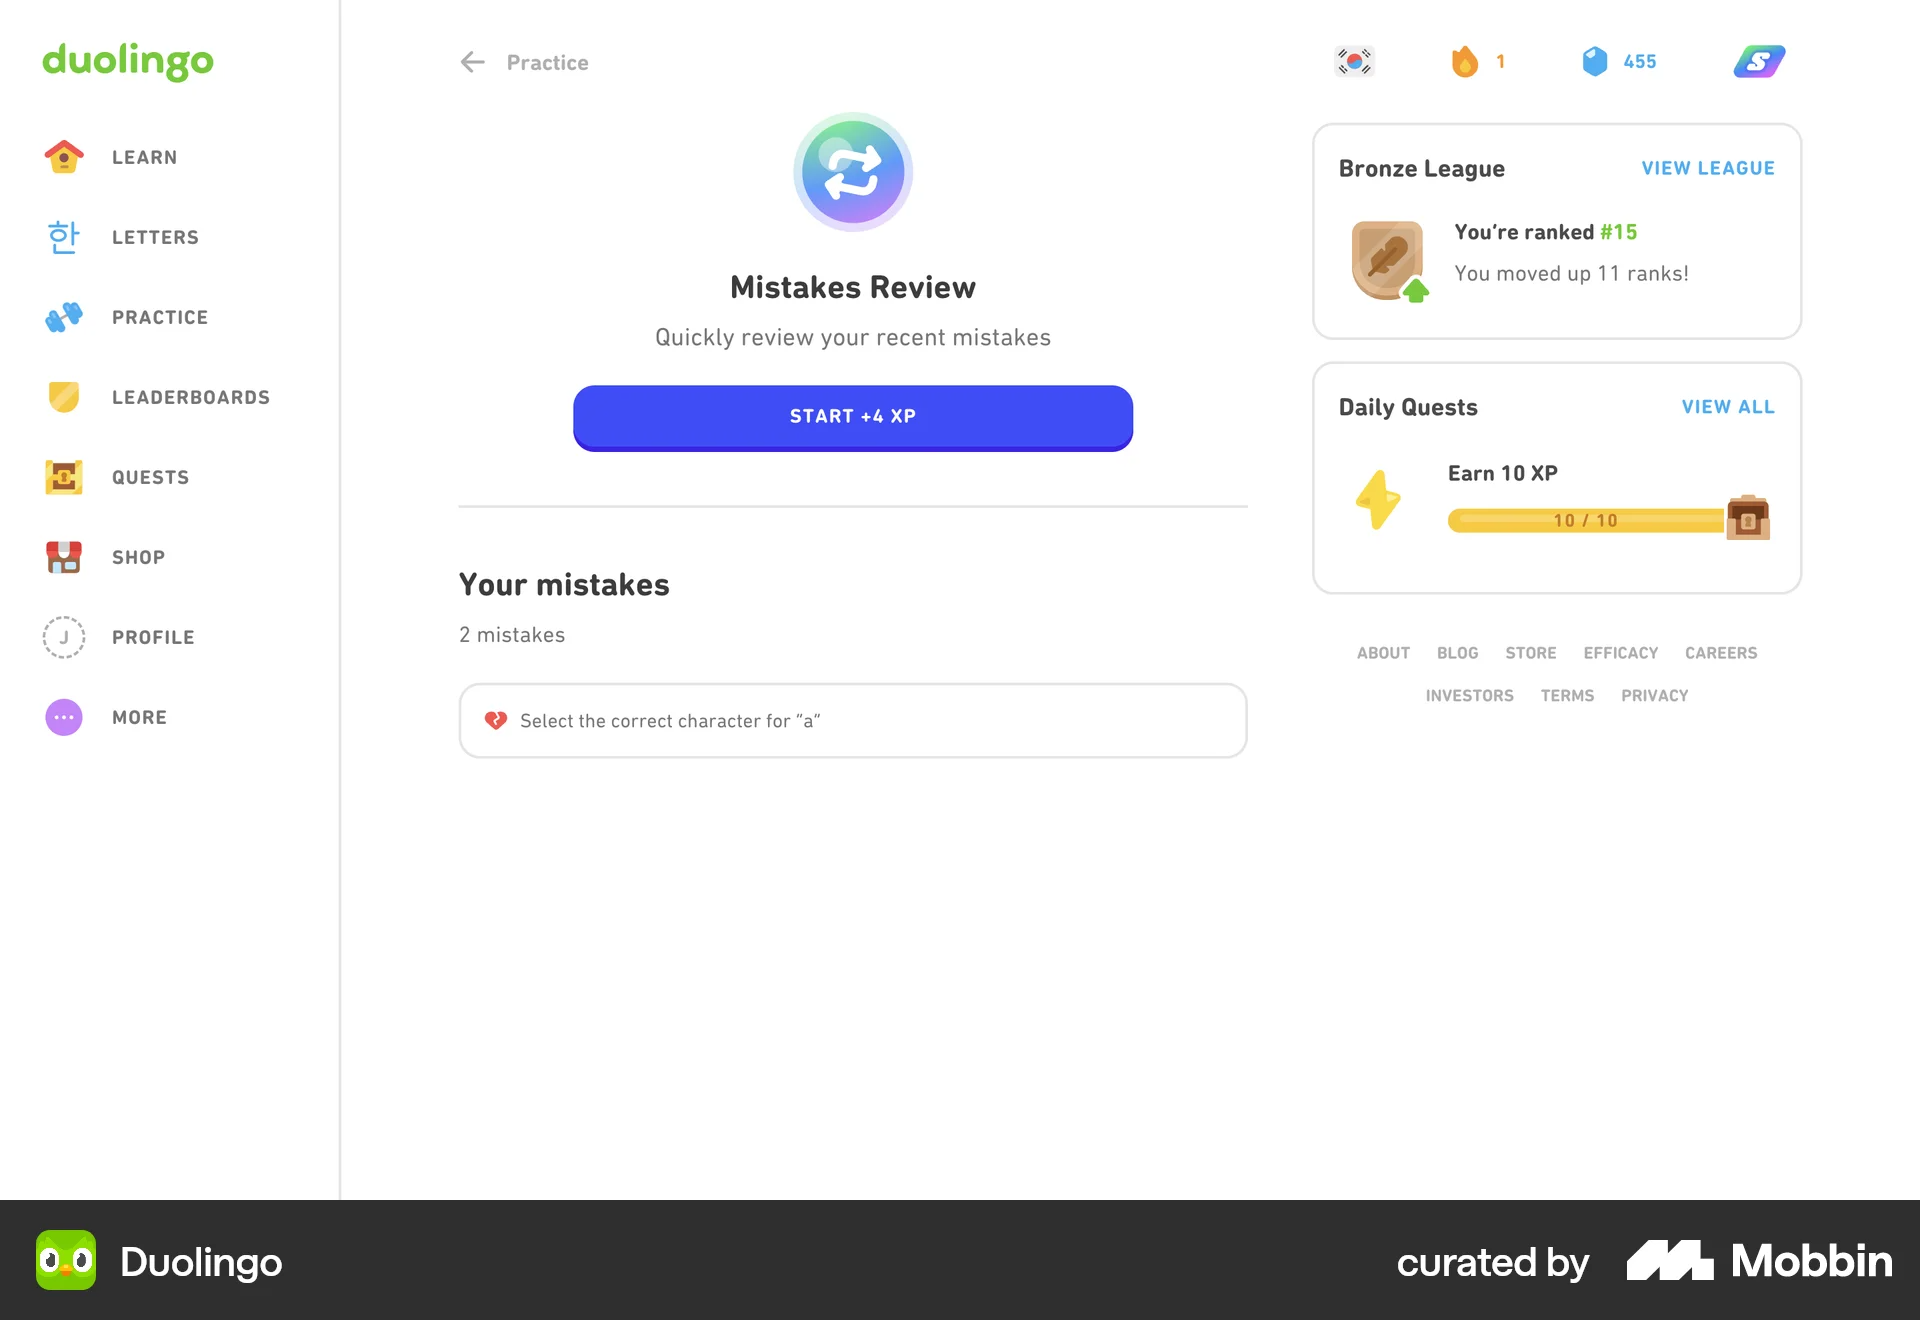 duolingo
LEARN
한
LETTERS
PRACTICE
LEADERBOARDS
QUESTS
SHOP
J
PROFILE
MORE
Practice
Mistakes Review
Quickly review your recent mistakes
START +4 XP
Your mistakes
2 mistakes
Select the correct character for "a"
1
455
S
Bronze League
VIEW LEAGUE
You're ranked #15
You moved up 11 ranks!
Daily Quests
VIEW ALL
Earn 10 XP
10 / 10
ABOUT BLOG STORE EFFICACY CAREERS
INVESTORS TERMS PRIVACY
Duolingo
curated by Mobbin